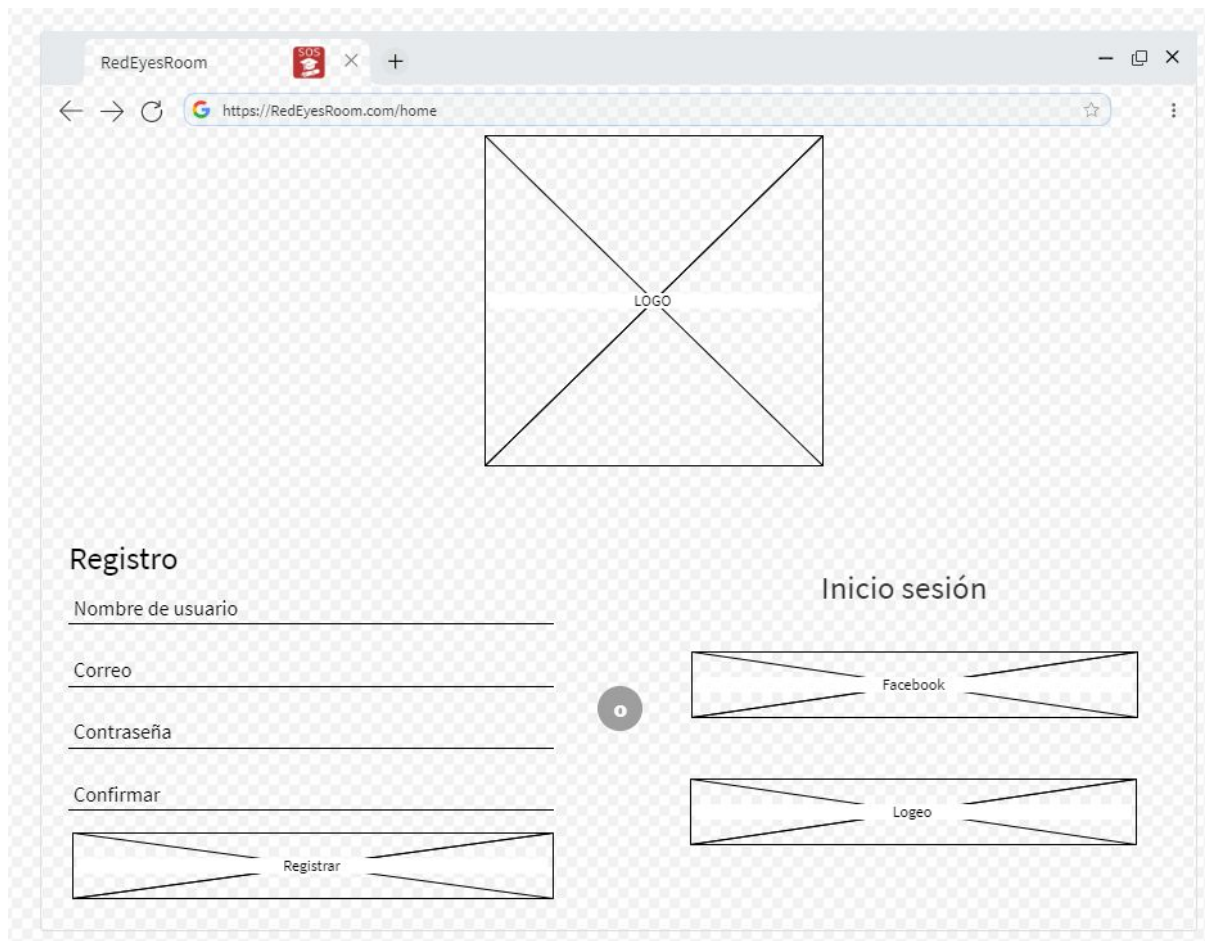 RedEyesRoom
SOS
https://RedEyesRoom.com/home
LOGO
Registro
Nombre de usuario
Correo
Contraseña
Confirmar
Registrar
o
Inicio sesión
Facebook
Logeo